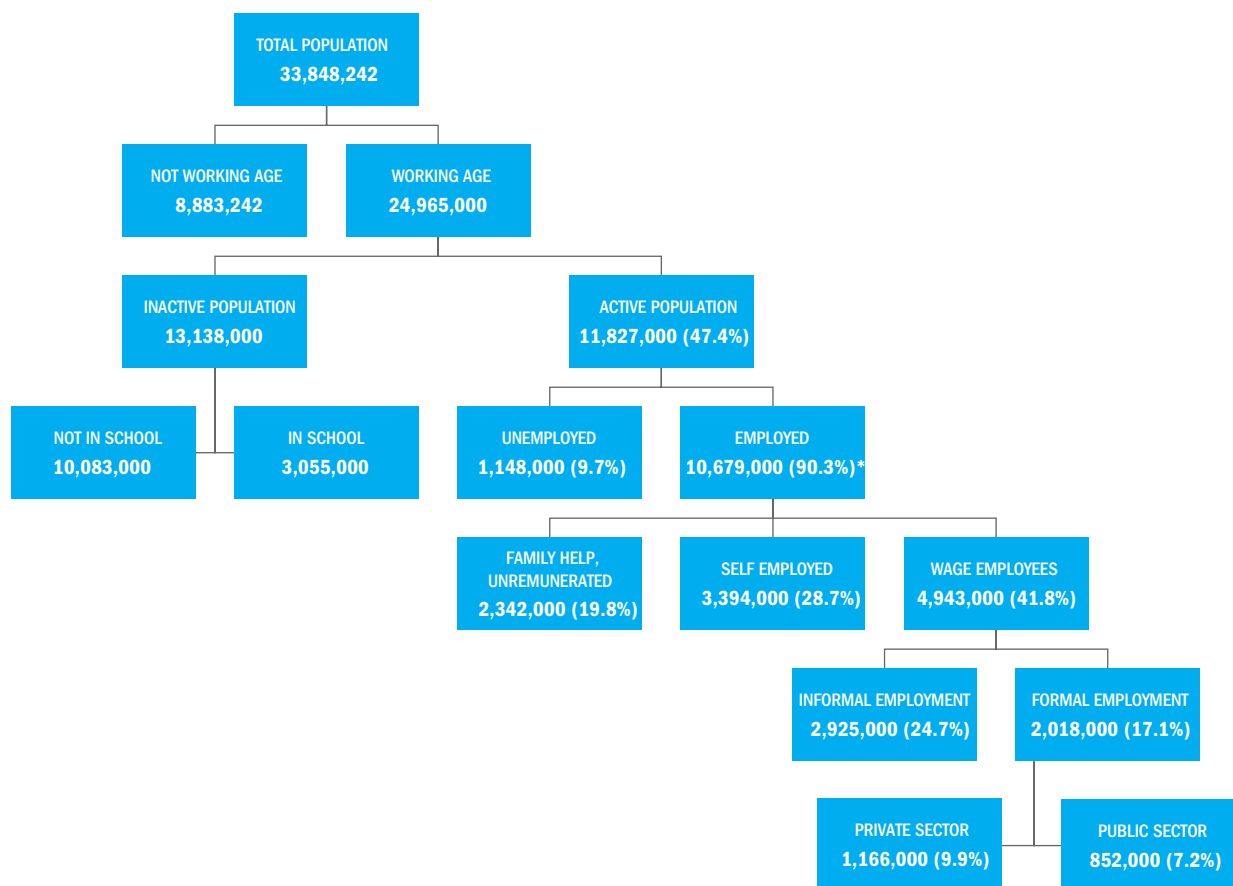 TOTAL POPULATION
33,848,242
NOT WORKING AGE
8,883,242
WORKING AGE
24,965,000
INACTIVE POPULATION
13,138,000
ACTIVE POPULATION
11,827,000 (47.4%)
NOT IN SCHOOL
10,083,000
IN SCHOOL
3,055,000
UNEMPLOYED
1,148,000 (9.7%)
EMPLOYED
10,679,000 (90.3%)*
FAMILY HELP,
UNREMUNERATED
2,342,000 (19.8%)
SELF EMPLOYED
3,394,000 (28.7%)
WAGE EMPLOYEES
4,943,000 (41.8%)
INFORMAL EMPLOYMENT
2,925,000 (24.7%)
FORMAL EMPLOYMENT
2,018,000 (17.1%)
PRIVATE SECTOR
1,166,000 (9.9%)
PUBLIC SECTOR
852,000 (7.2%)